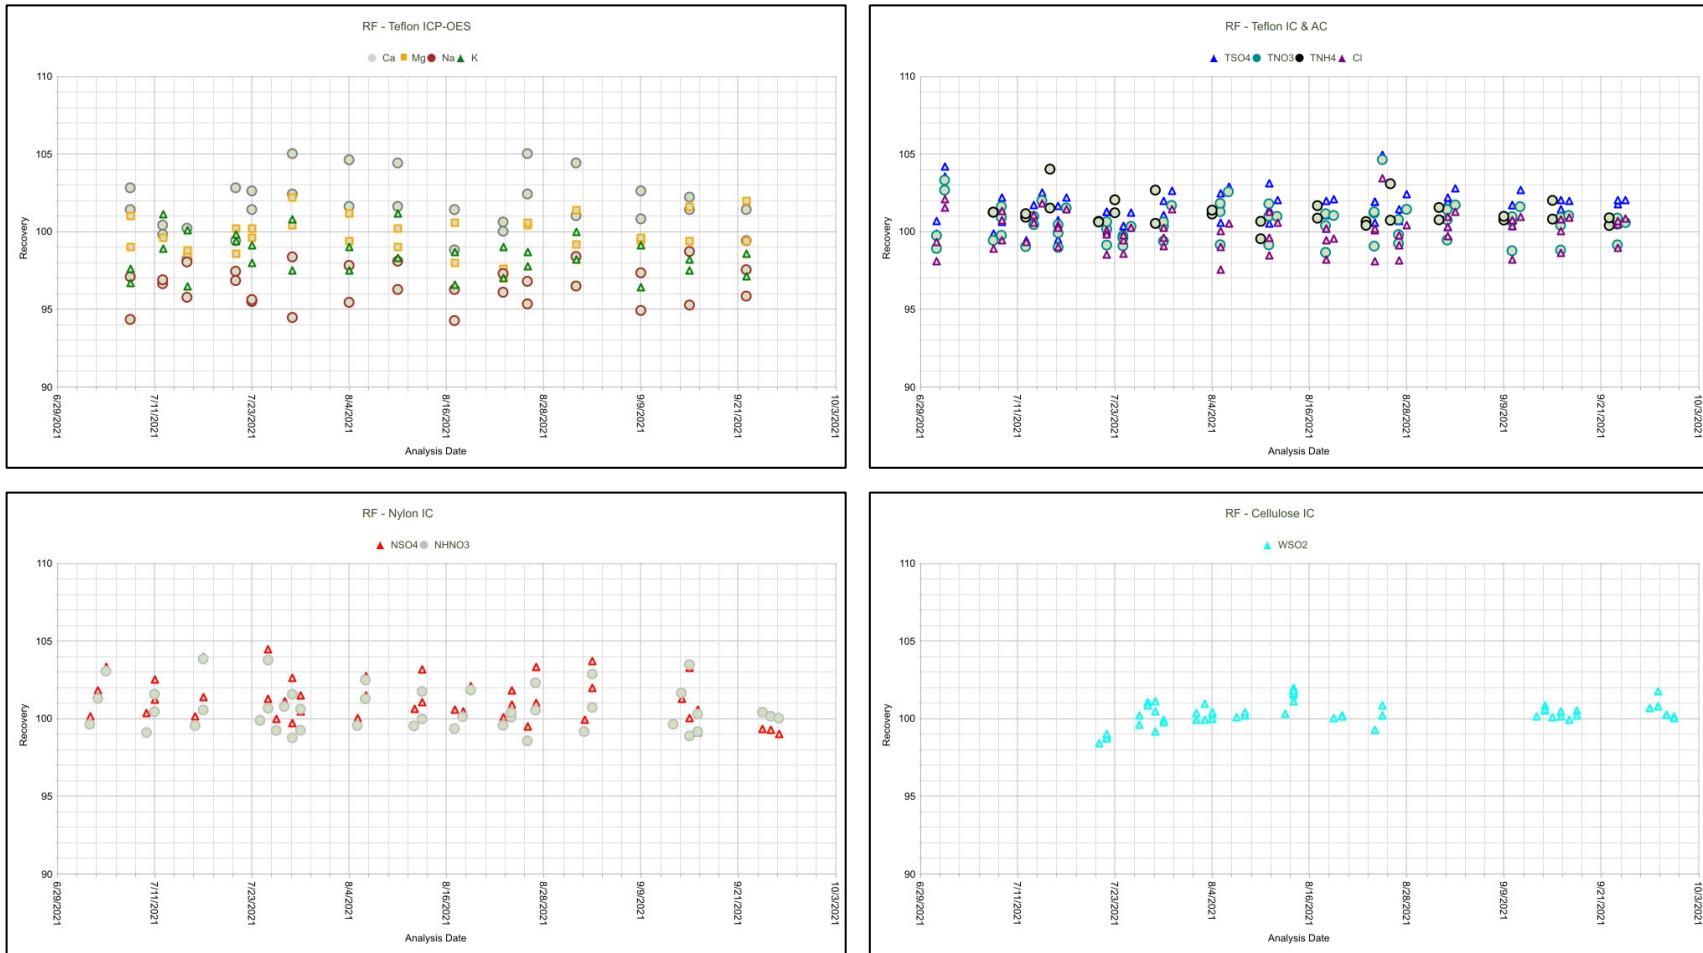 RF - Teflon ICP-OES
Ca Mg Na K
110
105
100
95
90
Recovery
6/29/2021 7/11/2021 7/23/2021 8/4/2021 8/16/2021 8/28/2021 9/9/2021 9/21/2021 10/3/2021
Analysis Date
RF - Teflon IC & AC
TSO4 TNO3 TNH4 Cl
110
105
100
95
90
Recovery
6/29/2021 7/11/2021 7/23/2021 8/4/2021 8/16/2021 8/28/2021 9/9/2021 9/21/2021 10/3/2021
Analysis Date
RF - Nylon IC
NSO4 NHNO3
110
105
100
95
90
Recovery
6/29/2021 7/11/2021 7/23/2021 8/4/2021 8/16/2021 8/28/2021 9/9/2021 9/21/2021 10/3/2021
Analysis Date
RF - Cellulose IC
WSO2
110
105
100
95
90
Recovery
6/29/2021 7/11/2021 7/23/2021 8/4/2021 8/16/2021 8/28/2021 9/9/2021 9/21/2021 10/3/2021
Analysis Date